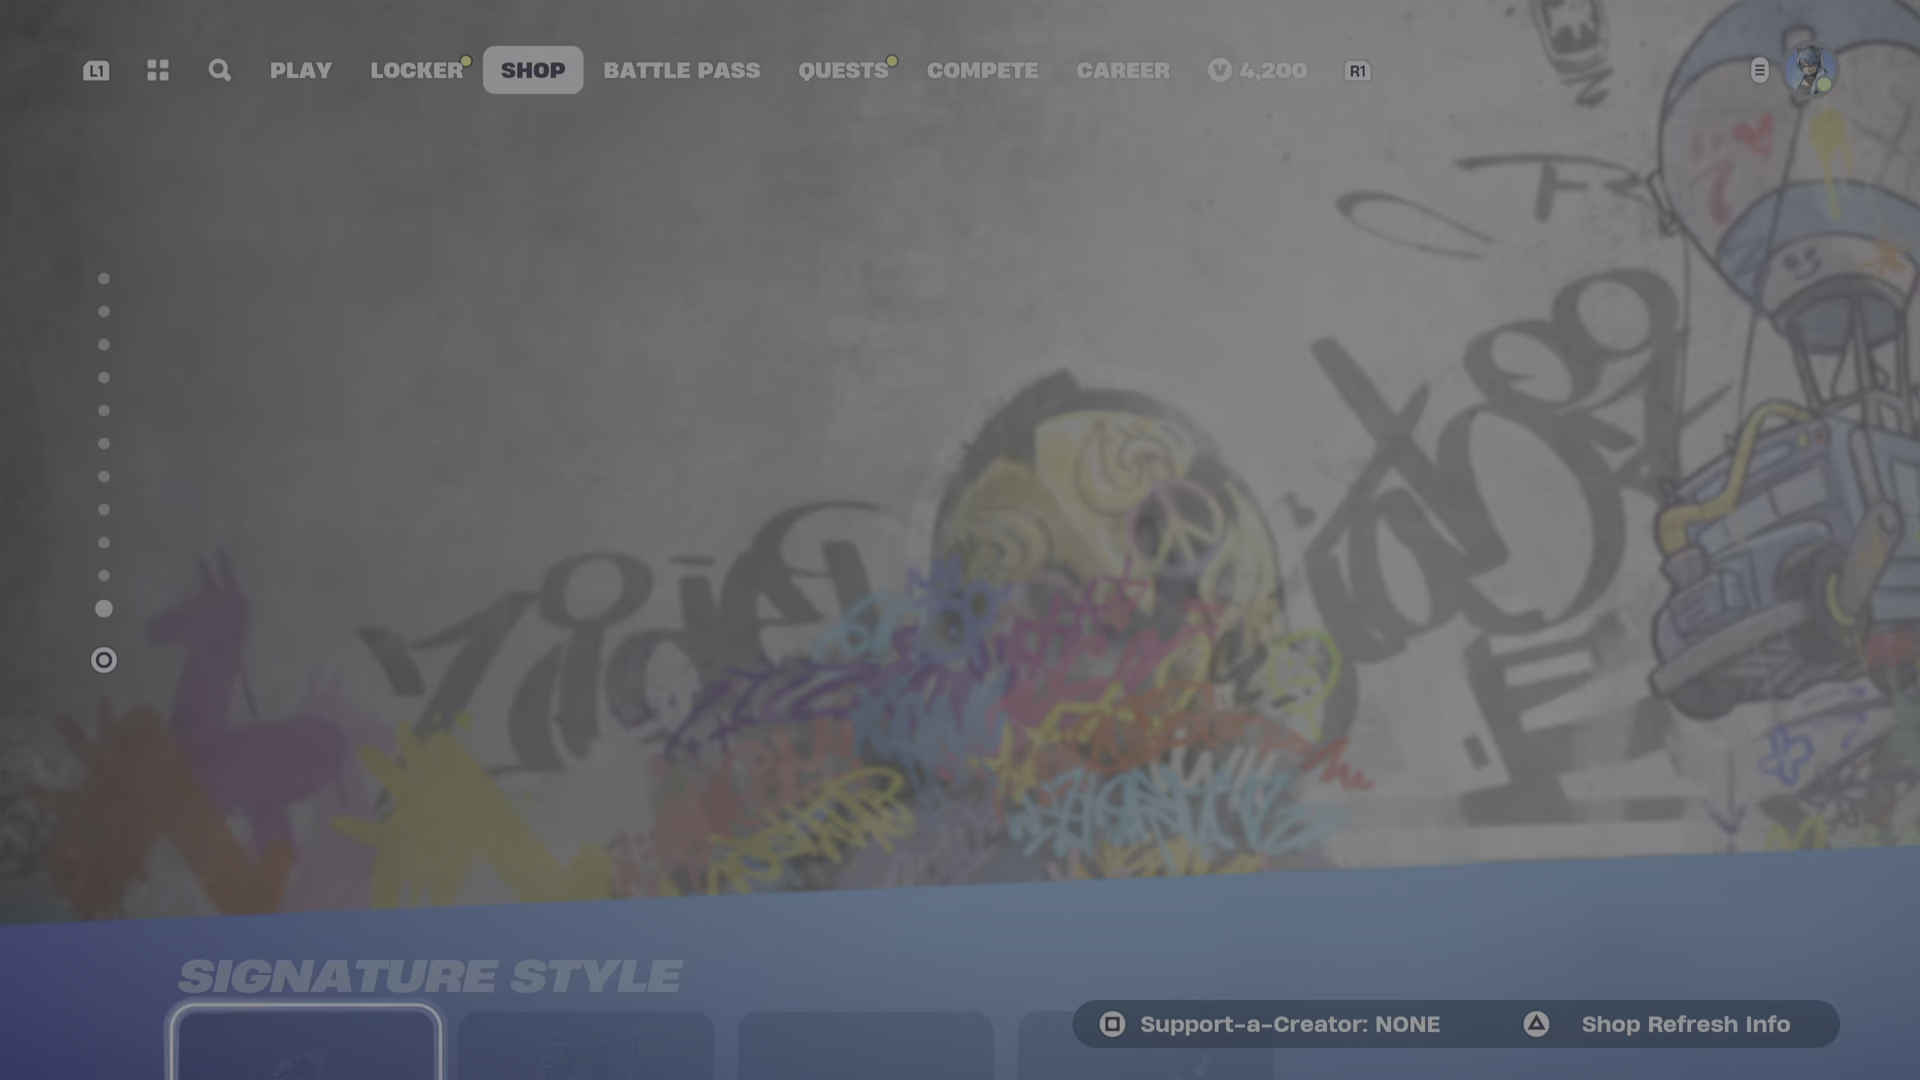 L1 PLAY LOCKER SHOP BATTLE PASS QUESTS COMPETE CAREER V 4,200 R1
SIGNATURE STYLE
Support-a-Creator: NONE Shop Refresh Info